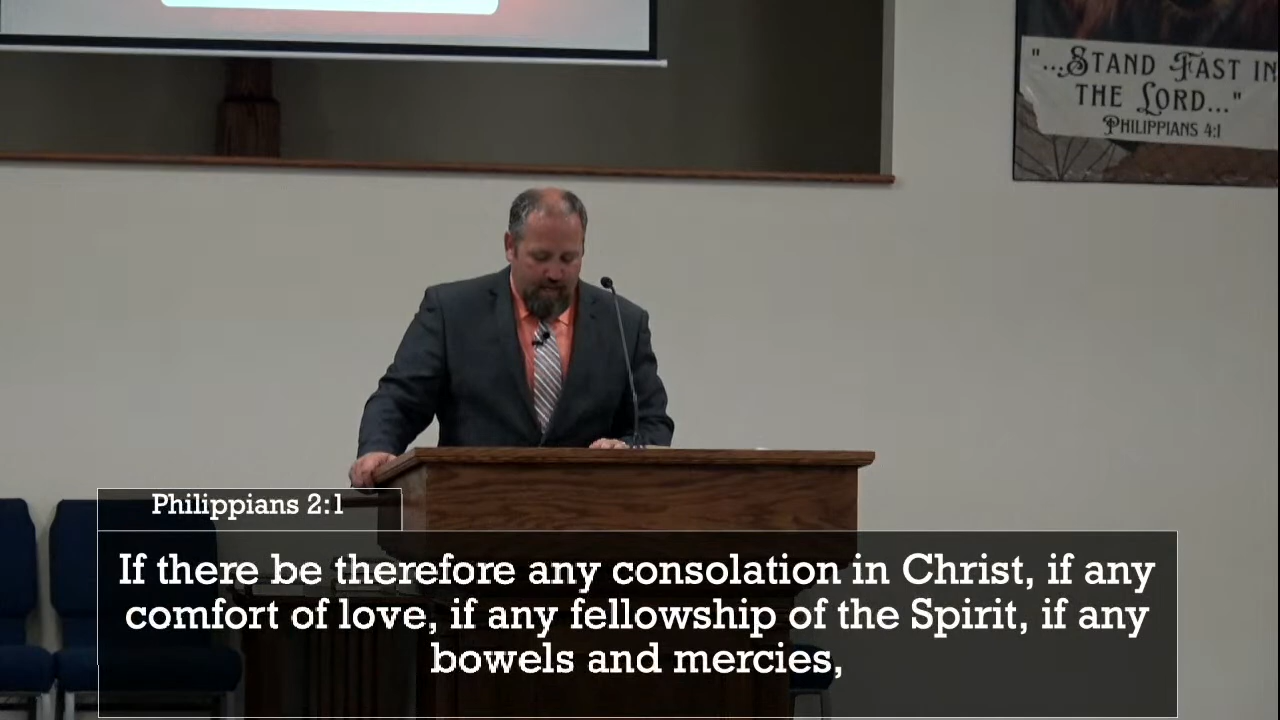 "...STAND FAST IN
THE LORD..."
PHILIPPIANS 4:1
Philippians 2:1
If there be therefore any consolation in Christ, if any
comfort of love, if any fellowship of the Spirit, if any
bowels and mercies,